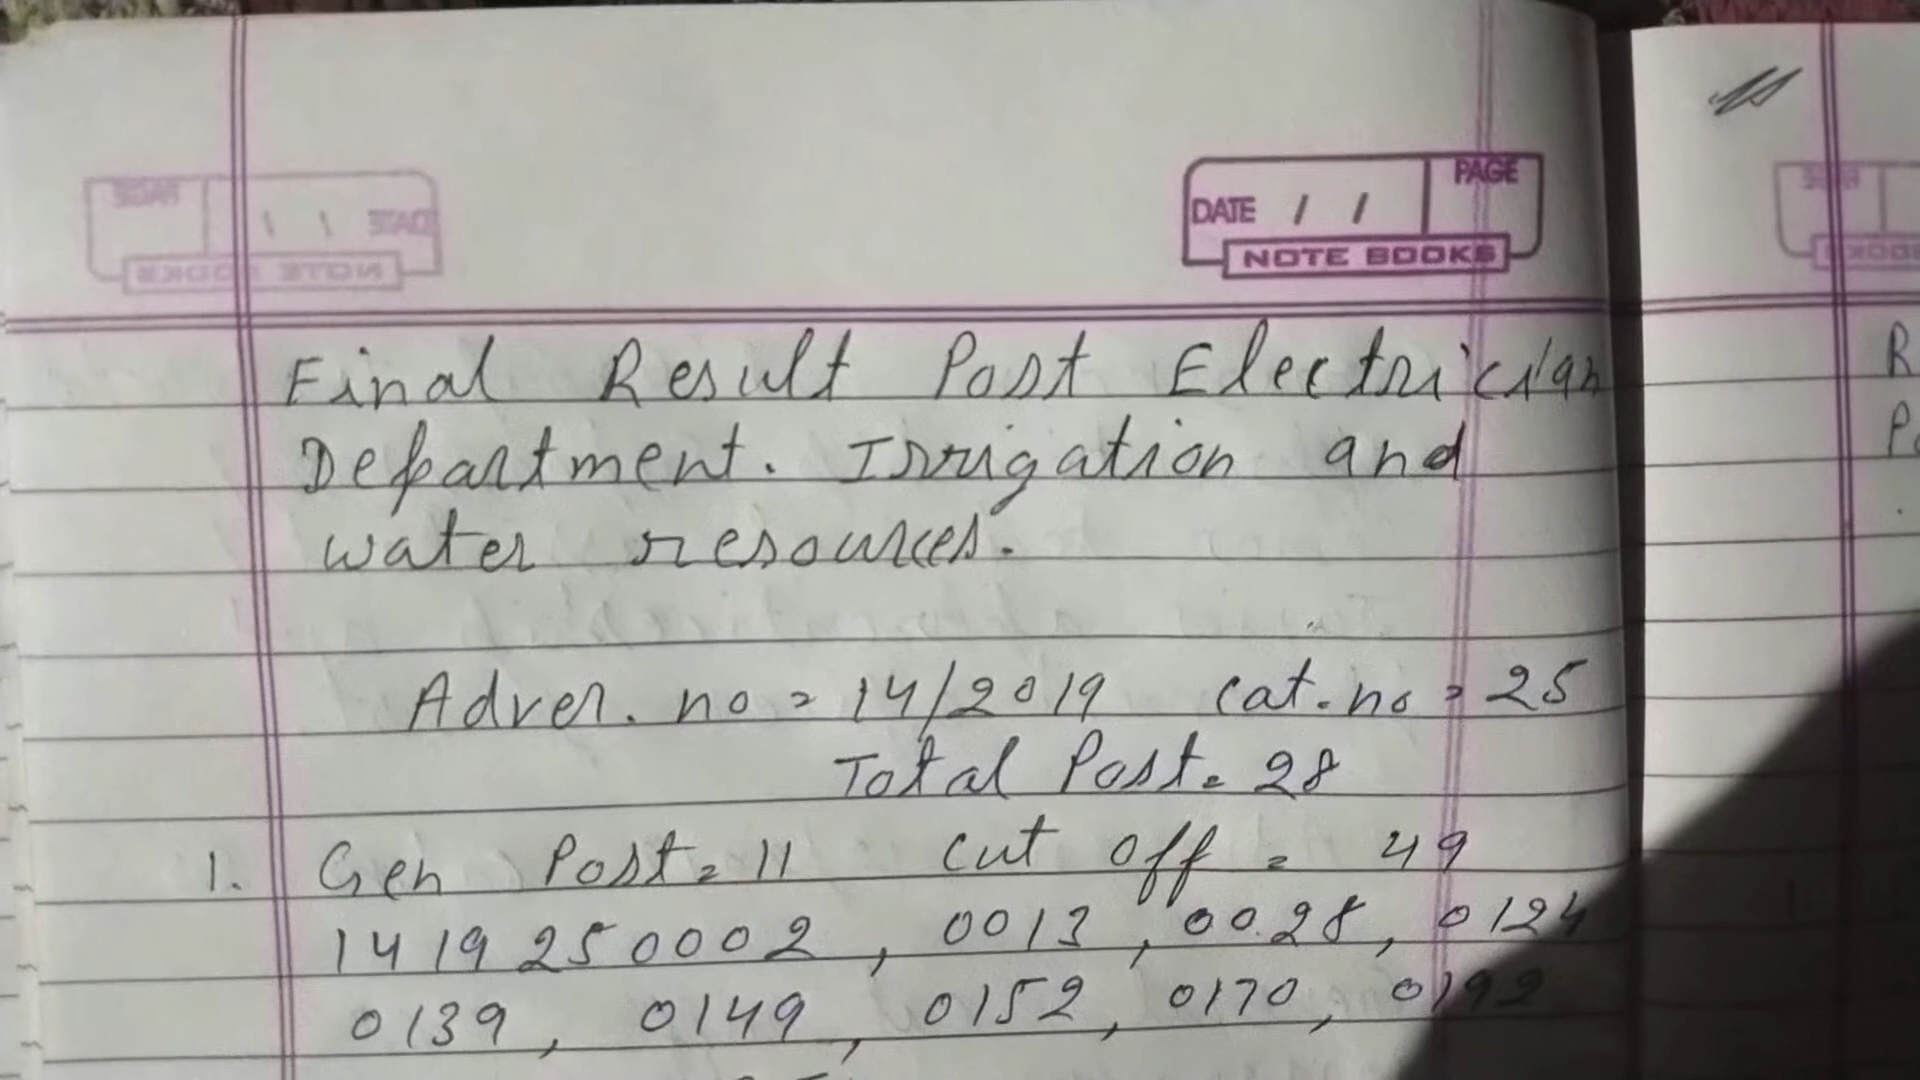 DATE / / PAGE
NOTE BOOKS
Final Result Post Electrician
Department. Irrigation and
water resources.
Adver. no = 14/2019 cat. no = 25
Total Post = 28
1. Gen Post = 11 cut off = 49
1419250002, 0013, 0028, 0124
0139, 0149, 0152, 0170, 0192
R